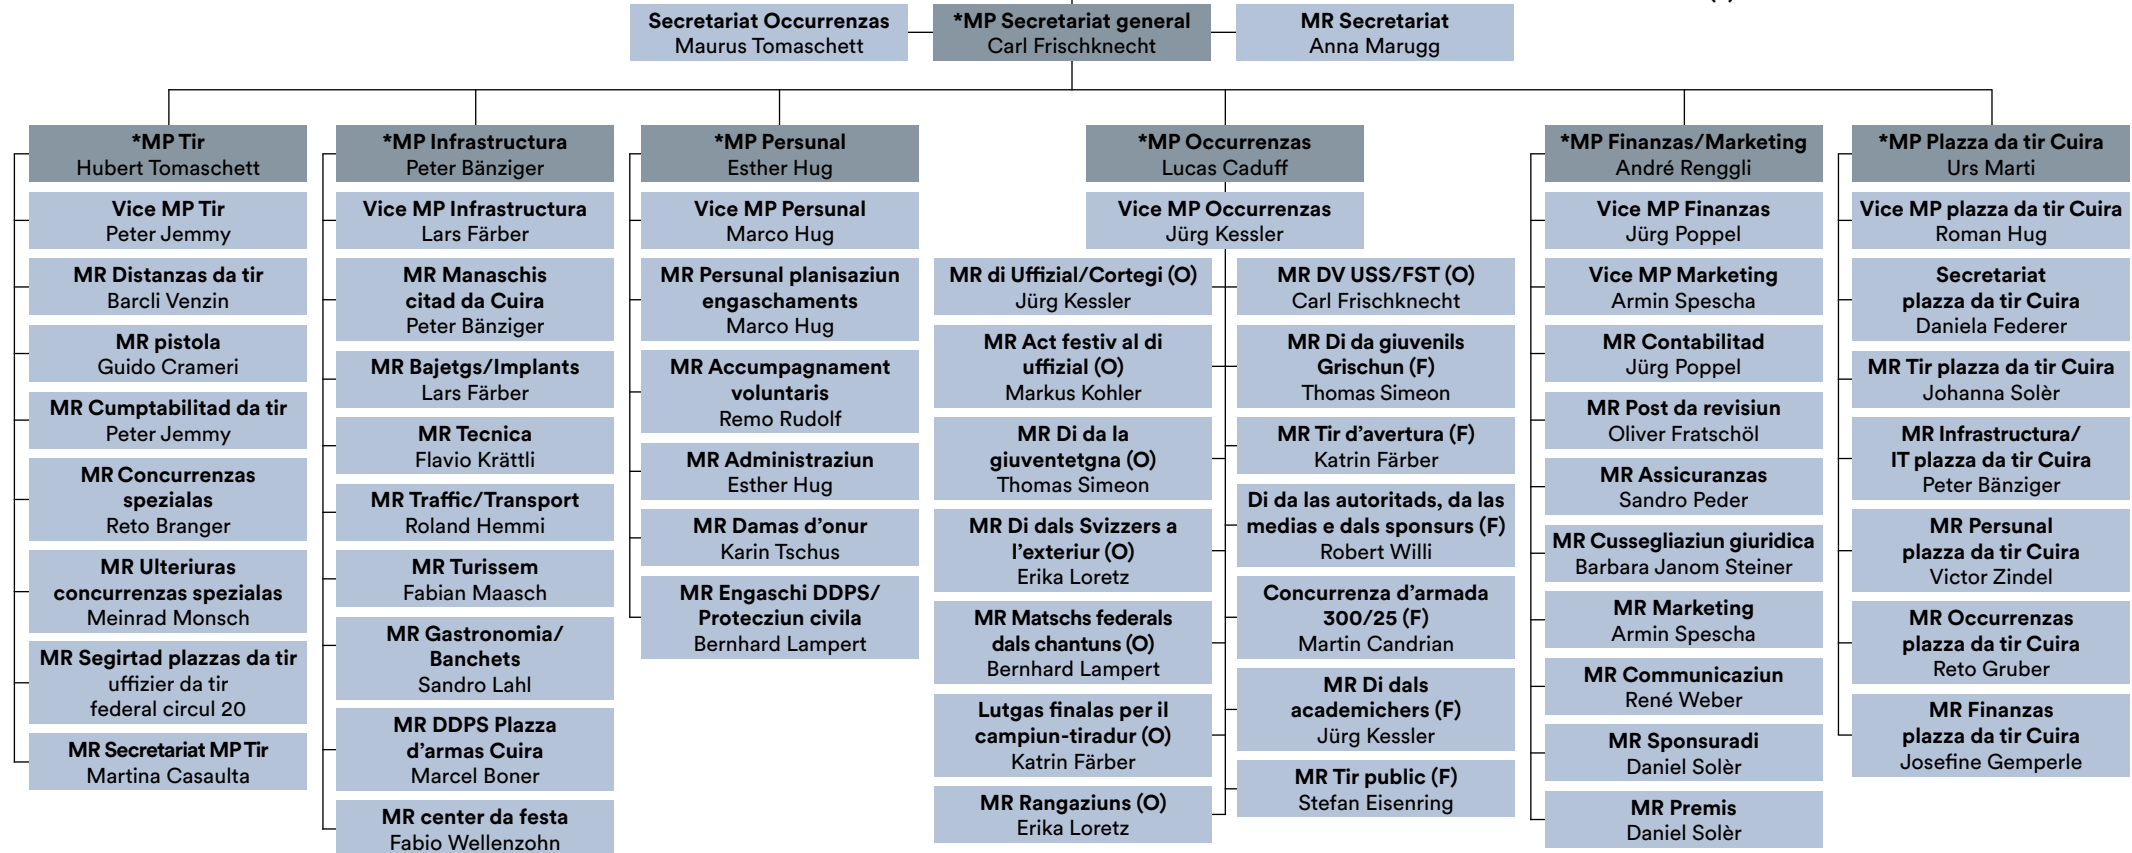 Secretariat Occurrenzas
Maurus Tomaschett
*MP Secretariat general
Carl Frischknecht
MR Secretariat
Anna Marugg
*MP Tir
Hubert Tomaschett
Vice MP Tir
Peter Jemmy
MR Distanzas da tir
Barcli Venzin
MR pistola
Guido Crameri
MR Cumptabilitad da tir
Peter Jemmy
MR Concurrenzas
spezialas
Reto Branger
MR Ulteriuras
concurrenzas spezialas
Meinrad Monsch
MR Segirtad plazzas da tir
uffizier da tir
federal circul 20
MR Secretariat MP Tir
Martina Casaulta
*MP Infrastructura
Peter Bänziger
Vice MP Infrastructura
Lars Färber
MR Manaschis
citad da Cuira
Peter Bänziger
MR Bajetgs/Implants
Lars Färber
MR Tecnica
Flavio Krättli
MR Traffic/Transport
Roland Hemmi
MR Turissem
Fabian Maasch
MR Gastronomia/
Banchets
Sandro Lahl
MR DDPS Plazza
d'armas Cuira
Marcel Boner
MR center da festa
Fabio Wellenzohn
*MP Persunal
Esther Hug
Vice MP Persunal
Marco Hug
MR Persunal planisaziun
engaschaments
Marco Hug
MR Accumpagnament
voluntaris
Remo Rudolf
MR Administraziun
Esther Hug
MR Damas d'onur
Karin Tschus
MR Engaschi DDPS/
Protecziun civila
Bernhard Lampert
*MP Occurrenzas
Lucas Caduff
Vice MP Occurrenzas
Jürg Kessler
MR di Uffizial/Cortegi (O)
Jürg Kessler
MR Act festiv al di
uffizial (O)
Markus Kohler
MR Di da la
giuventetgna (O)
Thomas Simeon
MR Di dals Svizzers a
l'exteriur (O)
Erika Loretz
MR Matschs federals
dals chantuns (O)
Bernhard Lampert
Lutgas finalas per il
campiun-tiradur (O)
Katrin Färber
MR Rangaziuns (O)
Erika Loretz
MR DV USS/FST (O)
Carl Frischknecht
MR Di da giuvenils
Grischun (F)
Thomas Simeon
MR Tir d'avertura (F)
Katrin Färber
Di da las autoritads, da las
medias e dals sponsurs (F)
Robert Willi
Concurrenza d'armada
300/25 (F)
Martin Candrian
MR Di dals
academichers (F)
Jürg Kessler
MR Tir public (F)
Stefan Eisenring
*MP Finanzas/Marketing
André Renggli
Vice MP Finanzas
Jürg Poppel
Vice MP Marketing
Armin Spescha
MR Contabilitad
Jürg Poppel
MR Post da revisiun
Oliver Fratschöl
MR Assicuranzas
Sandro Peder
MR Cussegliaziun giuridica
Barbara Janom Steiner
MR Marketing
Armin Spescha
MR Communicaziun
René Weber
MR Sponsuradi
Daniel Solèr
MR Premis
Daniel Solèr
*MP Plazza da tir Cuira
Urs Marti
Vice MP plazza da tir Cuira
Roman Hug
Secretariat
plazza da tir Cuira
Daniela Federer
MR Tir plazza da tir Cuira
Johanna Solèr
MR Infrastructura/
IT plazza da tir Cuira
Peter Bänziger
MR Persunal
plazza da tir Cuira
Victor Zindel
MR Occurrenzas
plazza da tir Cuira
Reto Gruber
MR Finanzas
plazza da tir Cuira
Josefine Gemperle